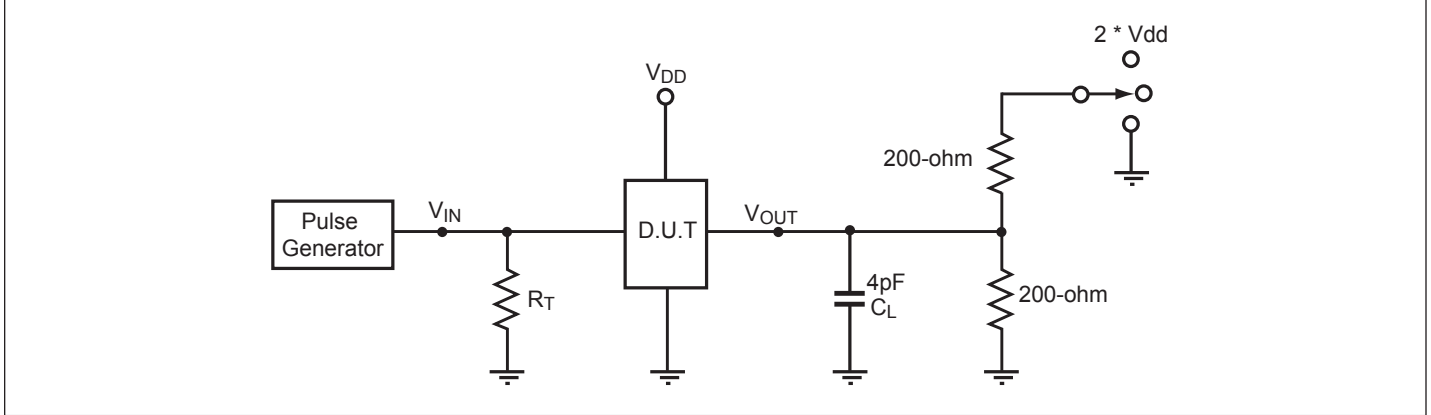 2 * Vdd
VDD
200-ohm
Pulse
Generator
VIN
D.U.T
VOUT
RT
4pF
CL
200-ohm